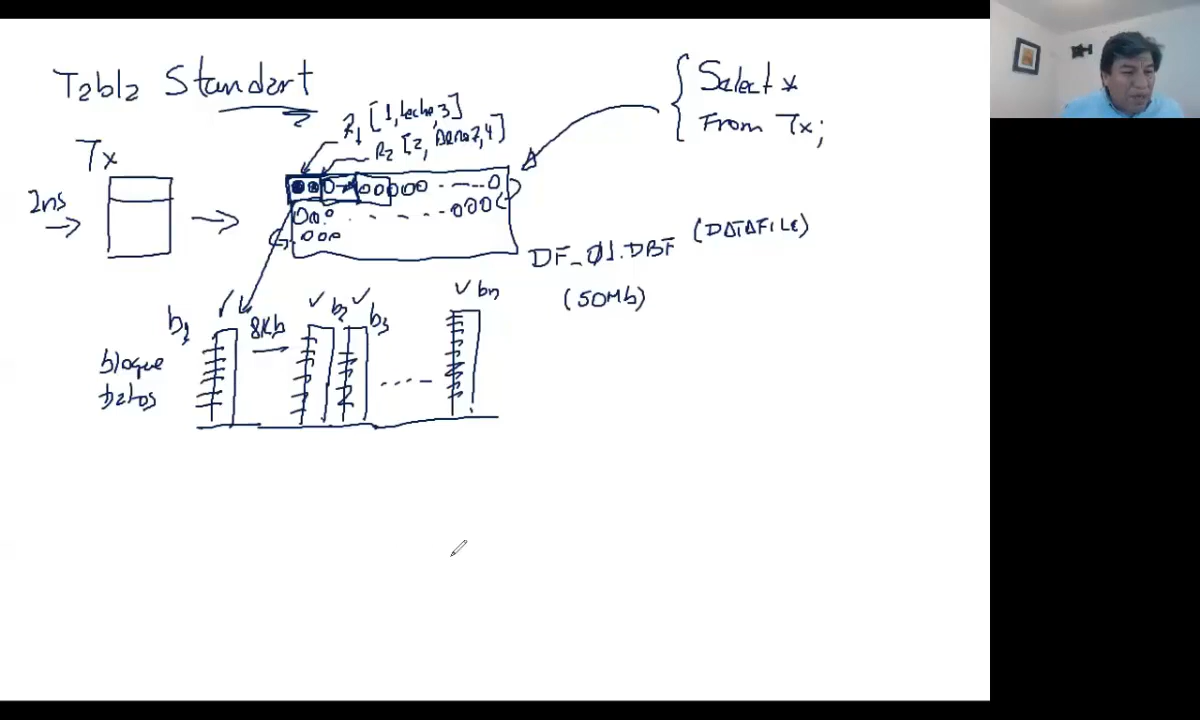 Tabla Standart
Tx
Ins
R1 [1, leche, 3]
R2 [2, Arroz, 4]
Select *
From Tx;
DF_01.DBF (DATAFILE)
(50Mb)
b1
8Kb
b2
b3
bn
bloque
Datos